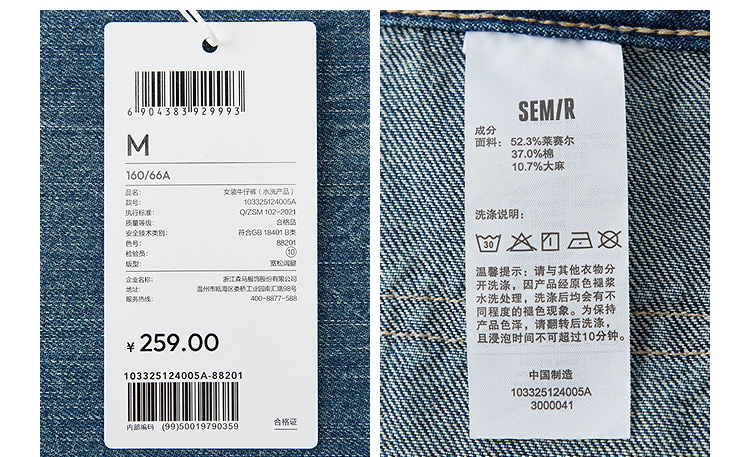 6 904383 929993
M
160/66A
品名: 女装牛仔裤（水洗产品）
款号: 103325124005A
执行标准: Q/ZSM 102-2021
质量等级: 合格品
安全技术类别: 符合GB 18401 B类
色号: 88201
检验员: 10
版型: 宽松阔腿
企业名称: 浙江森马服饰股份有限公司
地址: 温州市瓯海区娄桥工业园南汇路98号
服务热线: 400-8877-588
¥ 259.00
103325124005A-88201
内部编码 (99)50019790359
合格证
SEM/R
成分
面料: 52.3%莱赛尔
37.0%棉
10.7%大麻
洗涤说明:
30
温馨提示: 请与其他衣物分
开洗涤，因产品经原色褪浆
水洗处理，洗涤后均会有不
同程度的褪色现象。为保持
产品色泽，请翻转后洗涤，
且浸泡时间不可超过10分钟。
中国制造
103325124005A
3000041